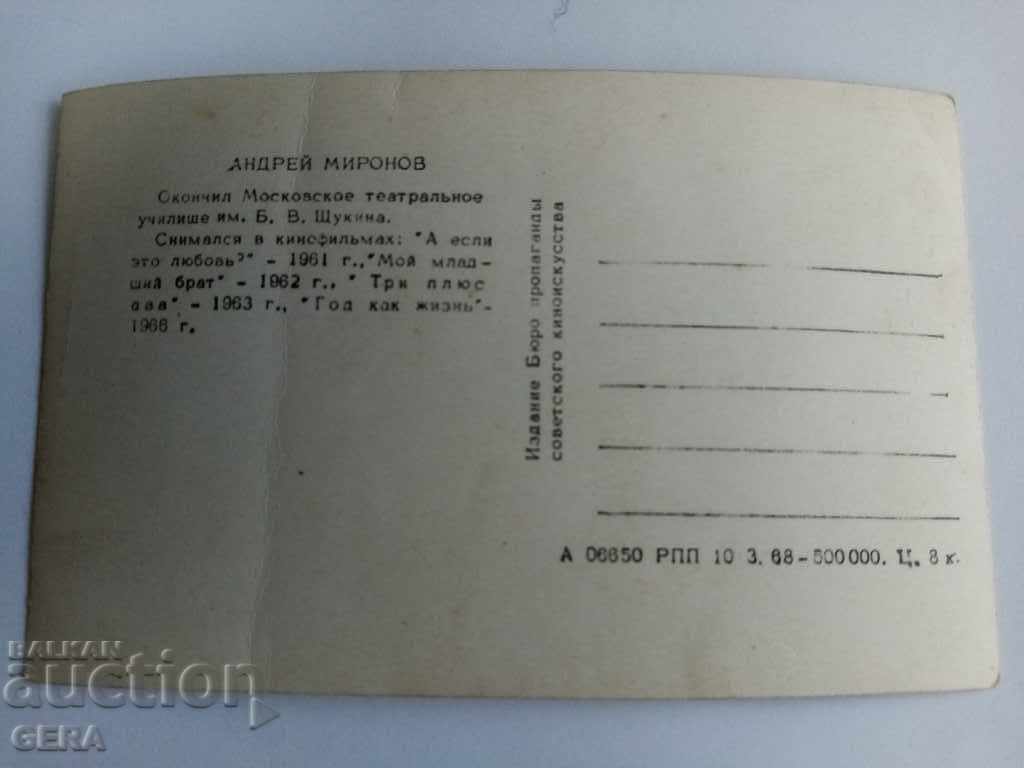 АНДРЕЙ МИРОНОВ
Окончил Московское театральное
училише им. Б. В. Щукина.
Снимался в кинофильмах: "А если
это любовь?" - 1961 г.,"Мой млад-
ший брат" - 1962 г., " Три плюс
два" - 1963 г., "Год как жизнь"-
1966 г.
Издание Бюро пропаганды
советского киноискусства
А 06650 РПП 10 3. 68-500000. Ц. 8 к.
BALKAN
auction
GERA